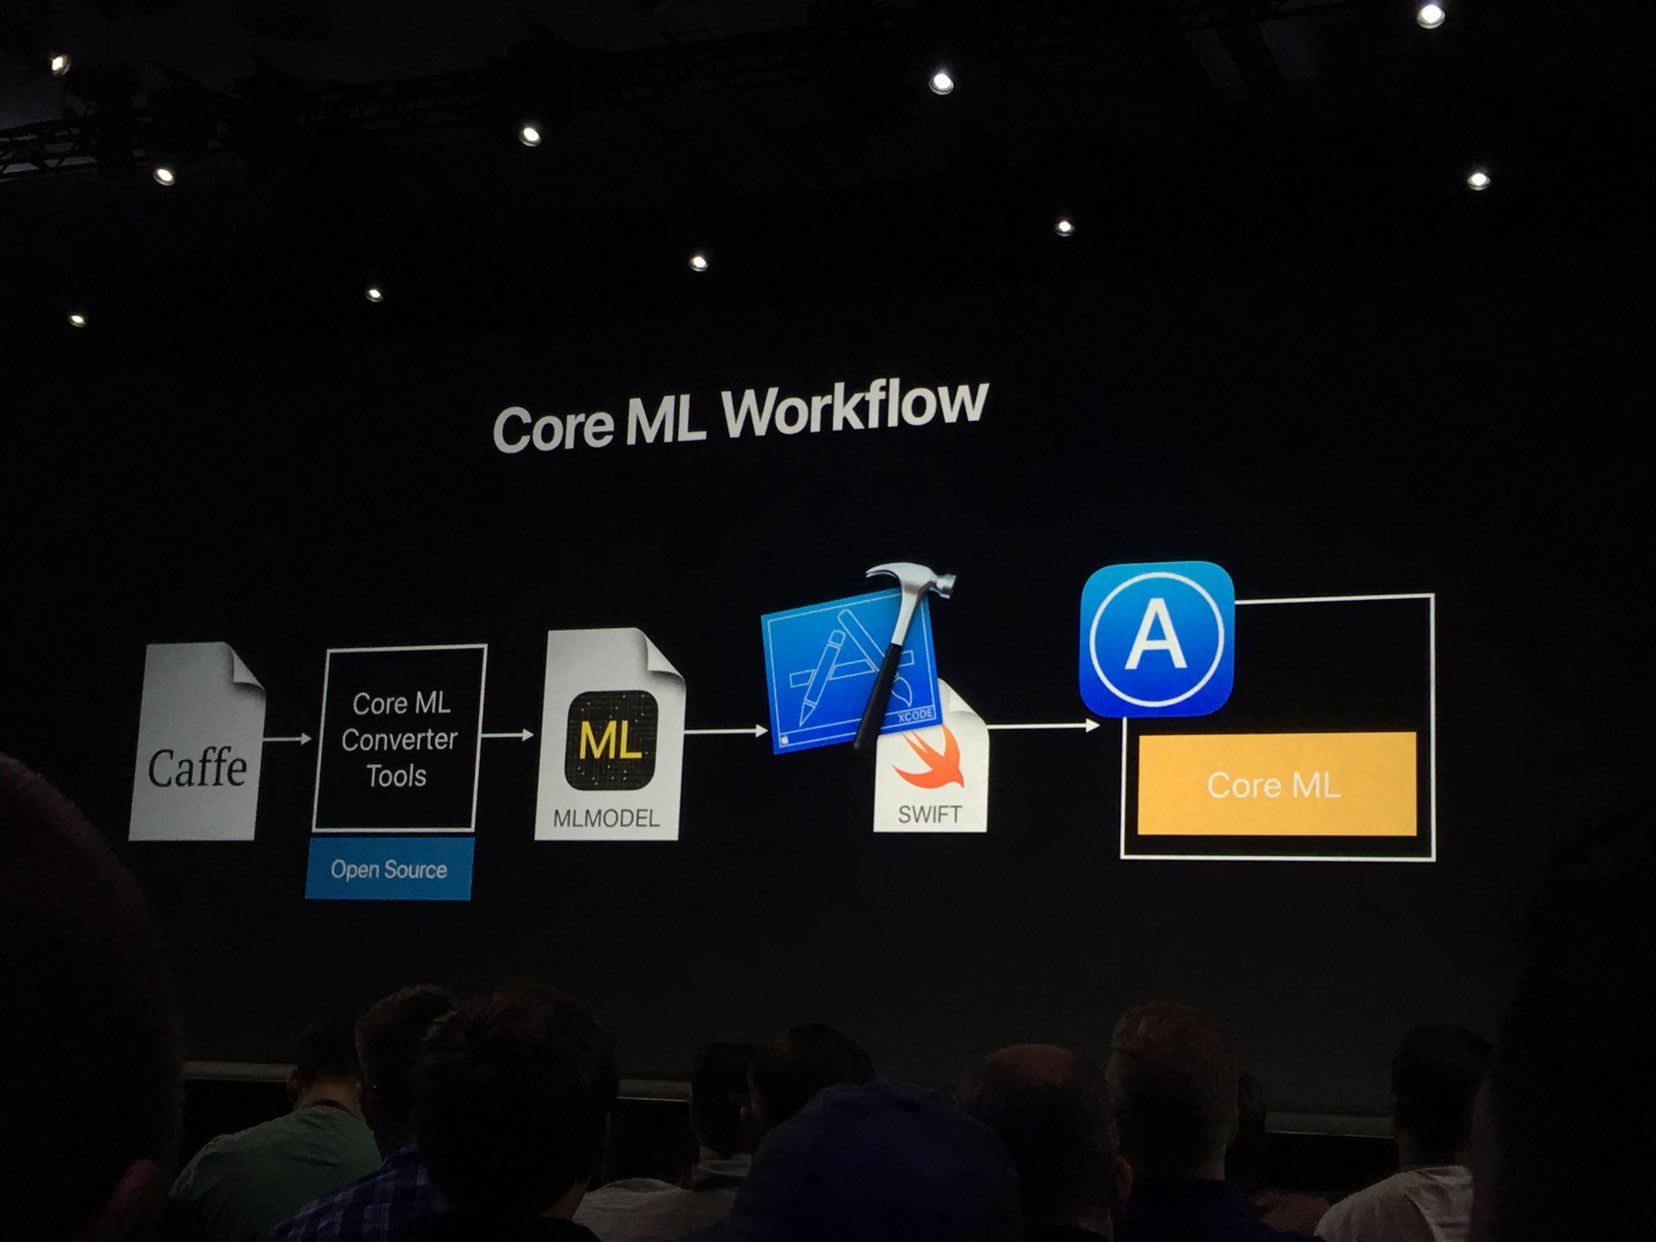 Core ML Workflow
Caffe
Core ML
Converter
Tools
Open Source
ML
MLMODEL
XCODE
SWIFT
A
Core ML